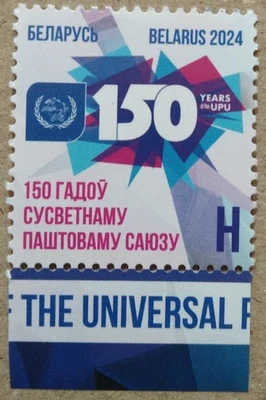 БЕЛАРУСЬ BELARUS 2024
150 YEARS
of the UPU
150 ГАДОЎ
СУСВЕТНАМУ
ПАШТОВАМУ САЮЗУ
H
THE UNIVERSAL